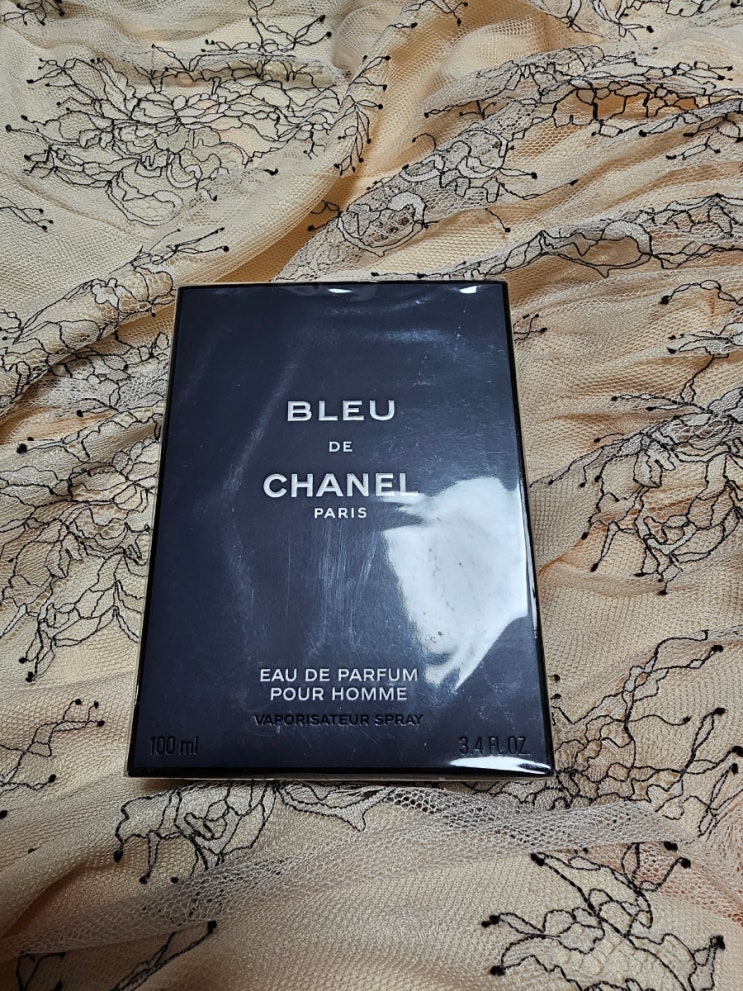 BLEU
DE
CHANEL
PARIS
EAU DE PARFUM
POUR HOMME
VAPORISATEUR SPRAY
100 ml 3.4 FL.OZ.